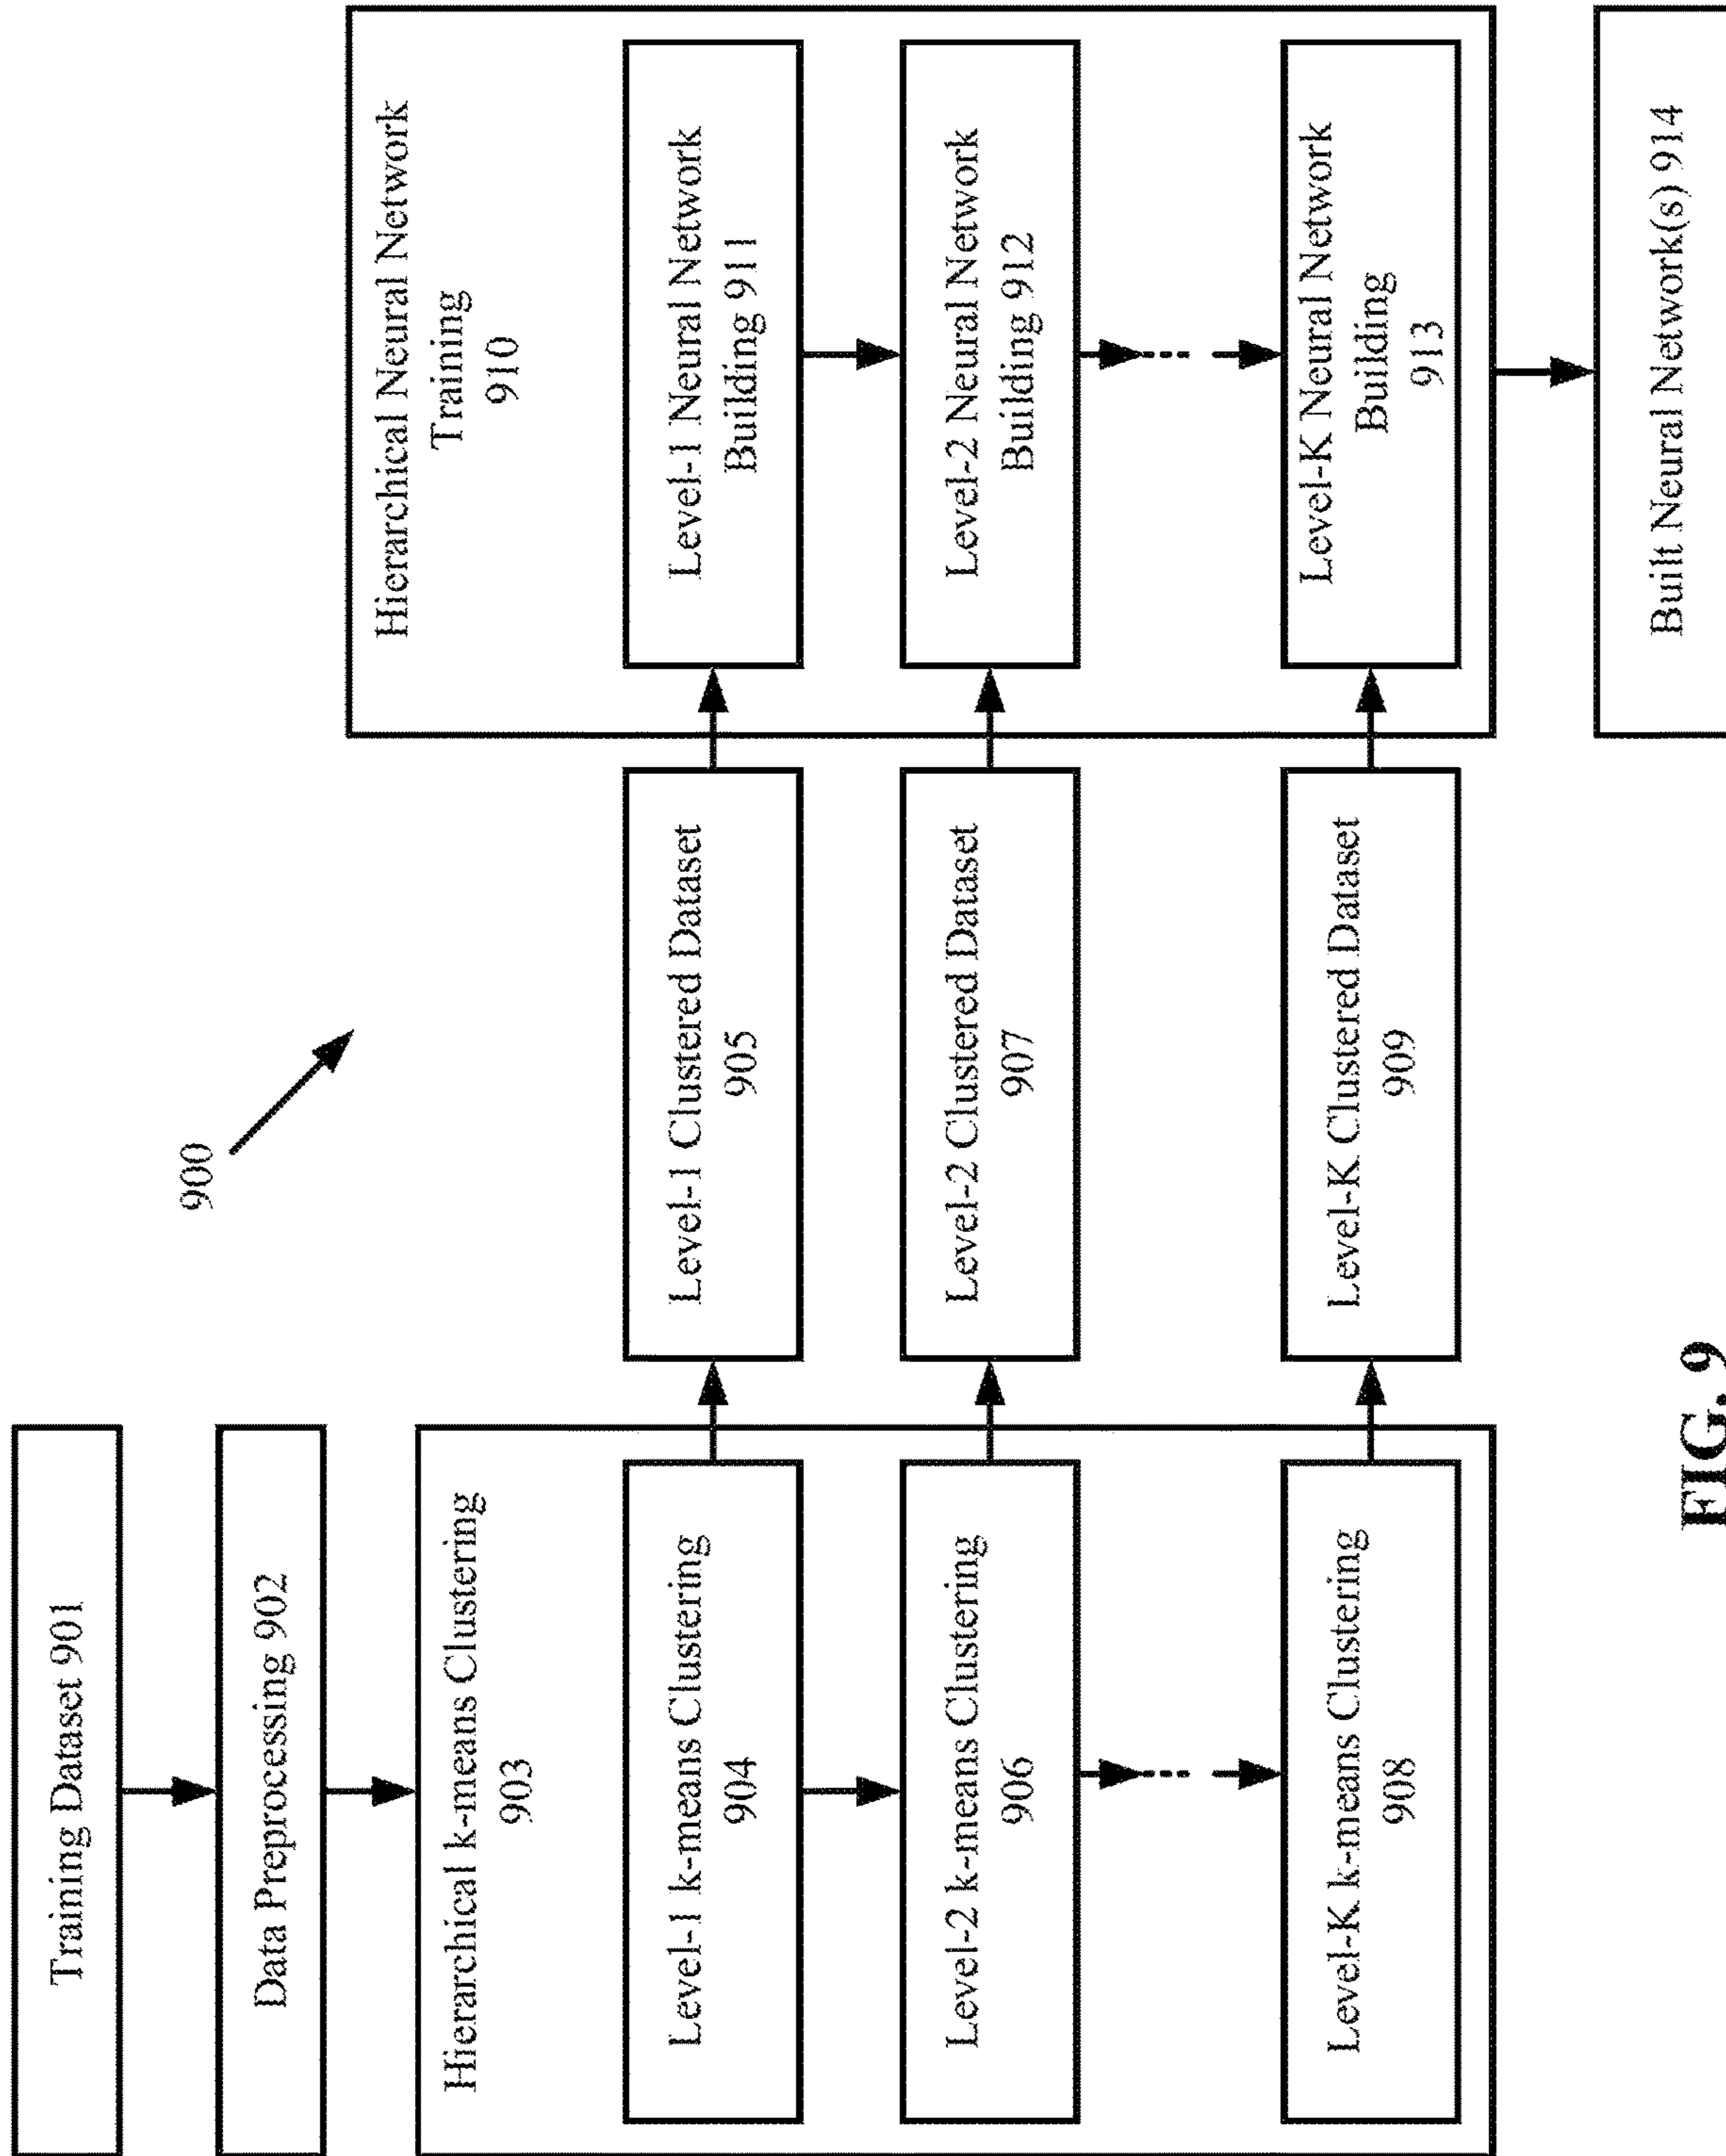 900
Training Dataset 901
Data Preprocessing 902
Hierarchical k-means Clustering
903
Level-1 k-means Clustering
904
Level-2 k-means Clustering
906
Level-K k-means Clustering
908
Level-1 Clustered Dataset
905
Level-2 Clustered Dataset
907
Level-K Clustered Dataset
909
Hierarchical Neural Network
Training
910
Level-1 Neural Network
Building 911
Level-2 Neural Network
Building 912
Level-K Neural Network
Building
913
Built Neural Network(s) 914
FIG. 9